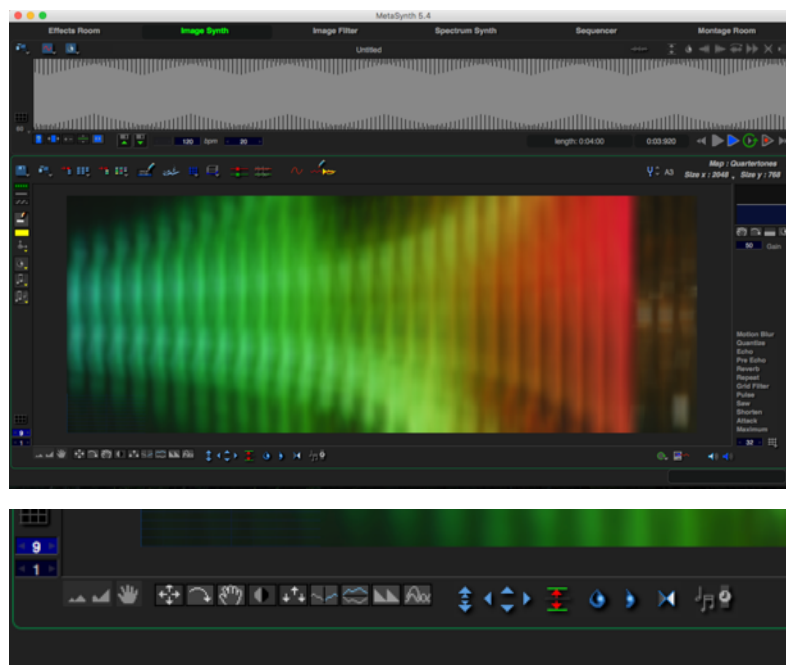 MetaSynth 5.4
Effects Room Image Synth Image Filter Spectrum Synth Sequencer Montage Room
Untitled
60
120 bpm 20 length: 0:04:00 0:03:920
A3 Map : Quartertones
Size x : 2048 , Size y : 768
50 Gain
Motion Blur
Quantize
Echo
Pre Echo
Reverb
Repeat
Grid Filter
Pulse
Saw
Shorten
Attack
Maximum
9
1
32
9
1